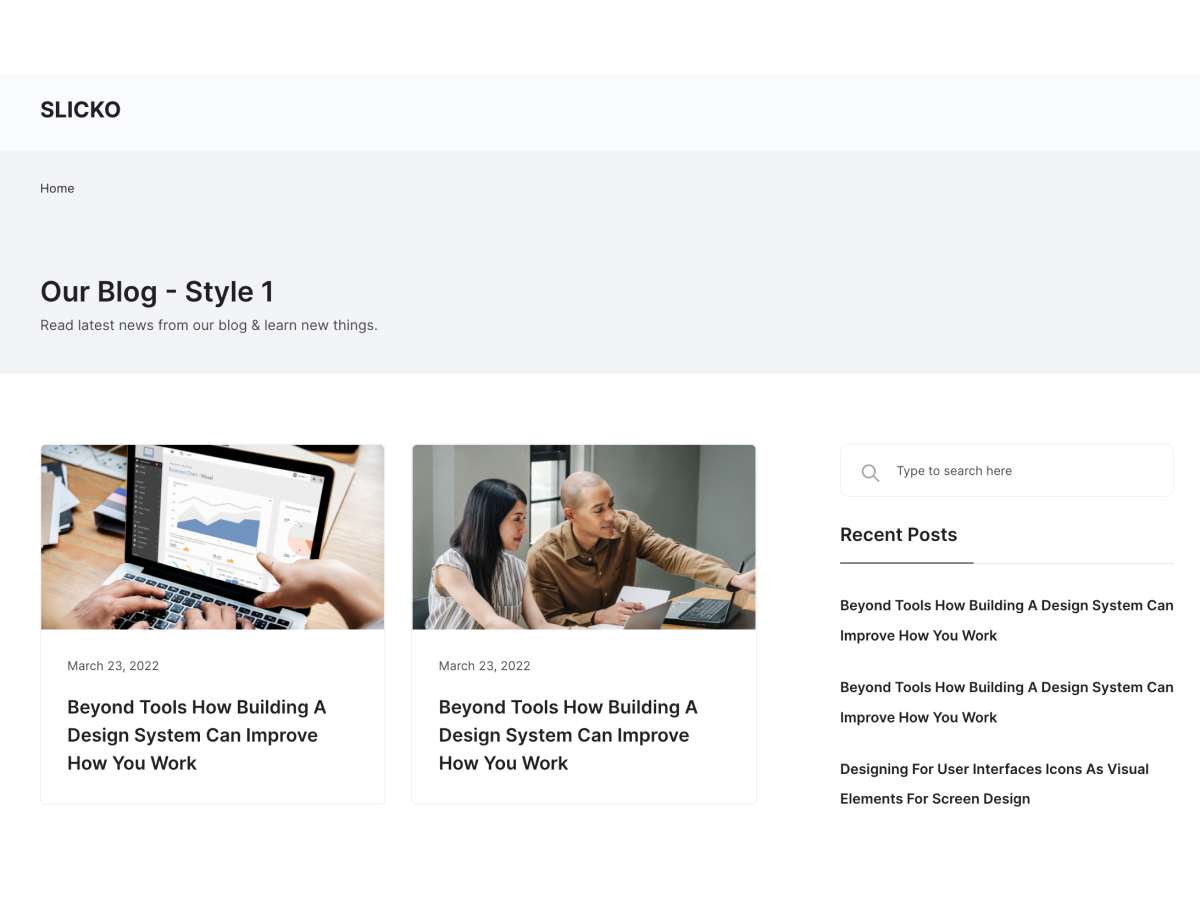 SLICKO
Home
Our Blog - Style 1
Read latest news from our blog & learn new things.
March 23, 2022
Beyond Tools How Building A
Design System Can Improve
How You Work
March 23, 2022
Beyond Tools How Building A
Design System Can Improve
How You Work
Type to search here
Recent Posts
Beyond Tools How Building A Design System Can
Improve How You Work
Beyond Tools How Building A Design System Can
Improve How You Work
Designing For User Interfaces Icons As Visual
Elements For Screen Design